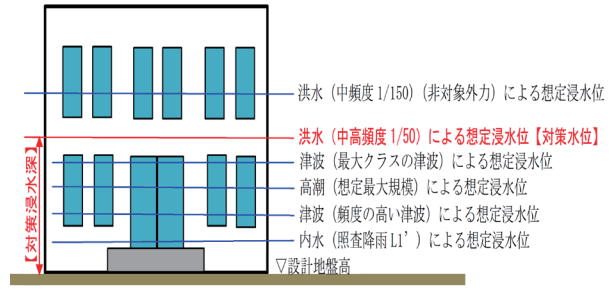 洪水（中頻度 1/150）（非対象外力）による想定浸水位
洪水（中高頻度 1/50）による想定浸水位【対策水位】
津波（最大クラスの津波）による想定浸水位
高潮（想定最大規模）による想定浸水位
津波（頻度の高い津波）による想定浸水位
内水（照査降雨 L1’）による想定浸水位
▽設計地盤高
【対策浸水深】